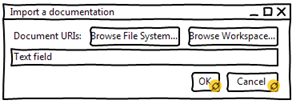 Import a documentation
Document URIs: Browse File System... Browse Workspace...
Text field
OK Cancel